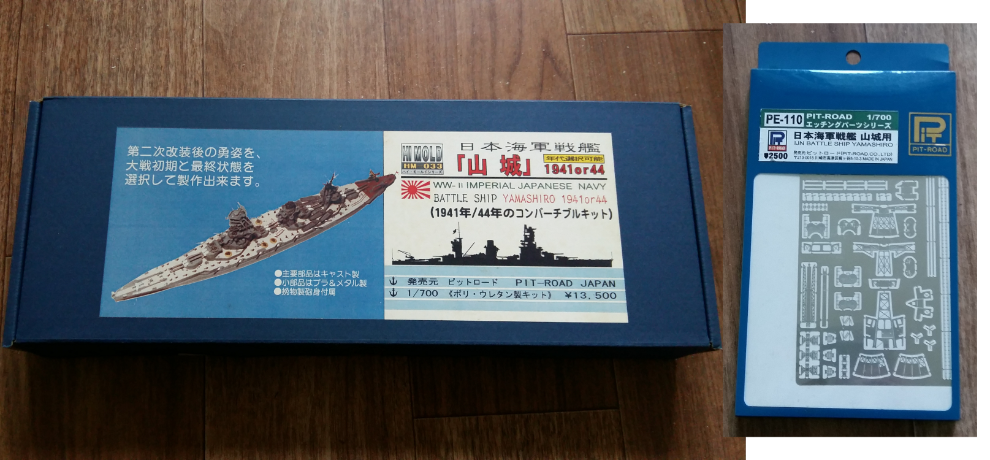 第二次改装後の勇姿を、
大戦初期と最終状態を
選択して製作出来ます。
●主要部品はキャスト製
●小部品はプラ&メタル製
●挽物製砲身付属
HI MOLD
HM 033
日本海軍戦艦
「山城」
年代選択可能
1941or44
WW-II IMPERIAL JAPANESE NAVY
BATTLE SHIP YAMASHIRO 1941or44
(1941年/44年のコンバーチブルキット)
発売元 ピットロード PIT-ROAD JAPAN
1/700 《ポリ・ウレタン製キット》 ¥13,500
PE-110
PIT-ROAD 1/700
エッチングパーツシリーズ
日本海軍戦艦 山城用
IJN BATTLE SHIP YAMASHIRO
¥2500
PIT-ROAD